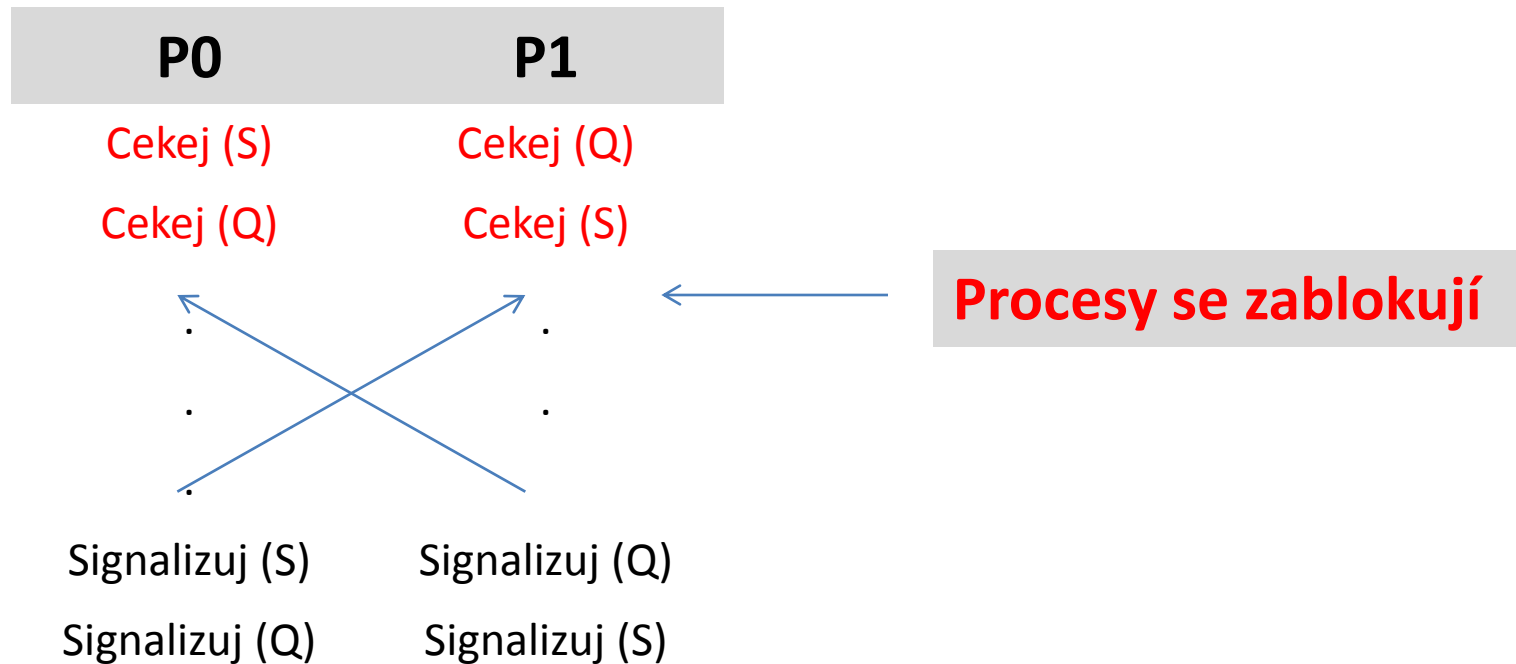 P0 P1
Cekej (S) Cekej (Q)
Cekej (Q) Cekej (S)
Procesy se zablokují
. .
. .
.
Signalizuj (S) Signalizuj (Q)
Signalizuj (Q) Signalizuj (S)